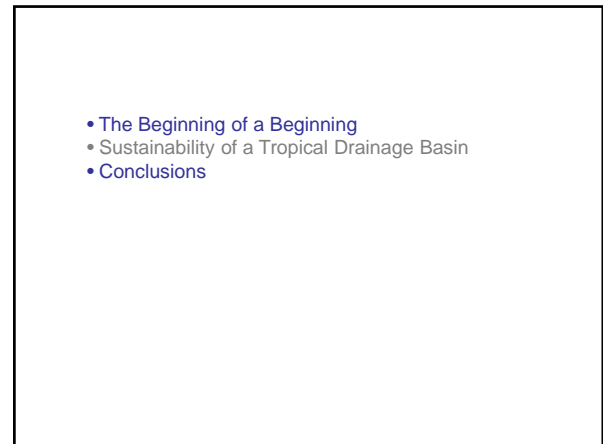 • The Beginning of a Beginning
• Sustainability of a Tropical Drainage Basin
• Conclusions